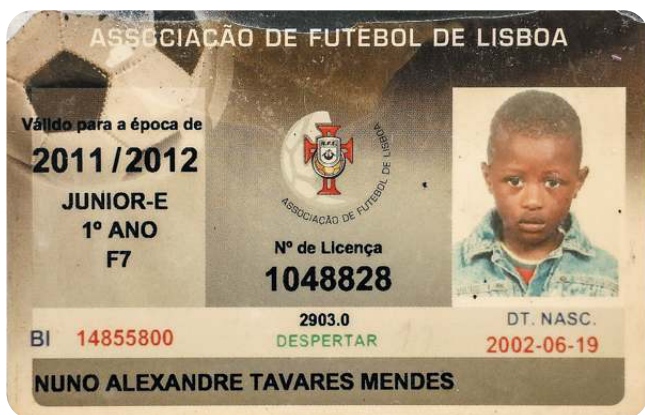 ASSOCIAÇÃO DE FUTEBOL DE LISBOA
Válido para a época de
2011/2012
JUNIOR-E
1º ANO
F7
ASSOCIAÇÃO DE FUTEBOL DE LISBOA
Nº de Licença
1048828
BI 14855800
2903.0
DESPERTAR
DT. NASC.
2002-06-19
NUNO ALEXANDRE TAVARES MENDES